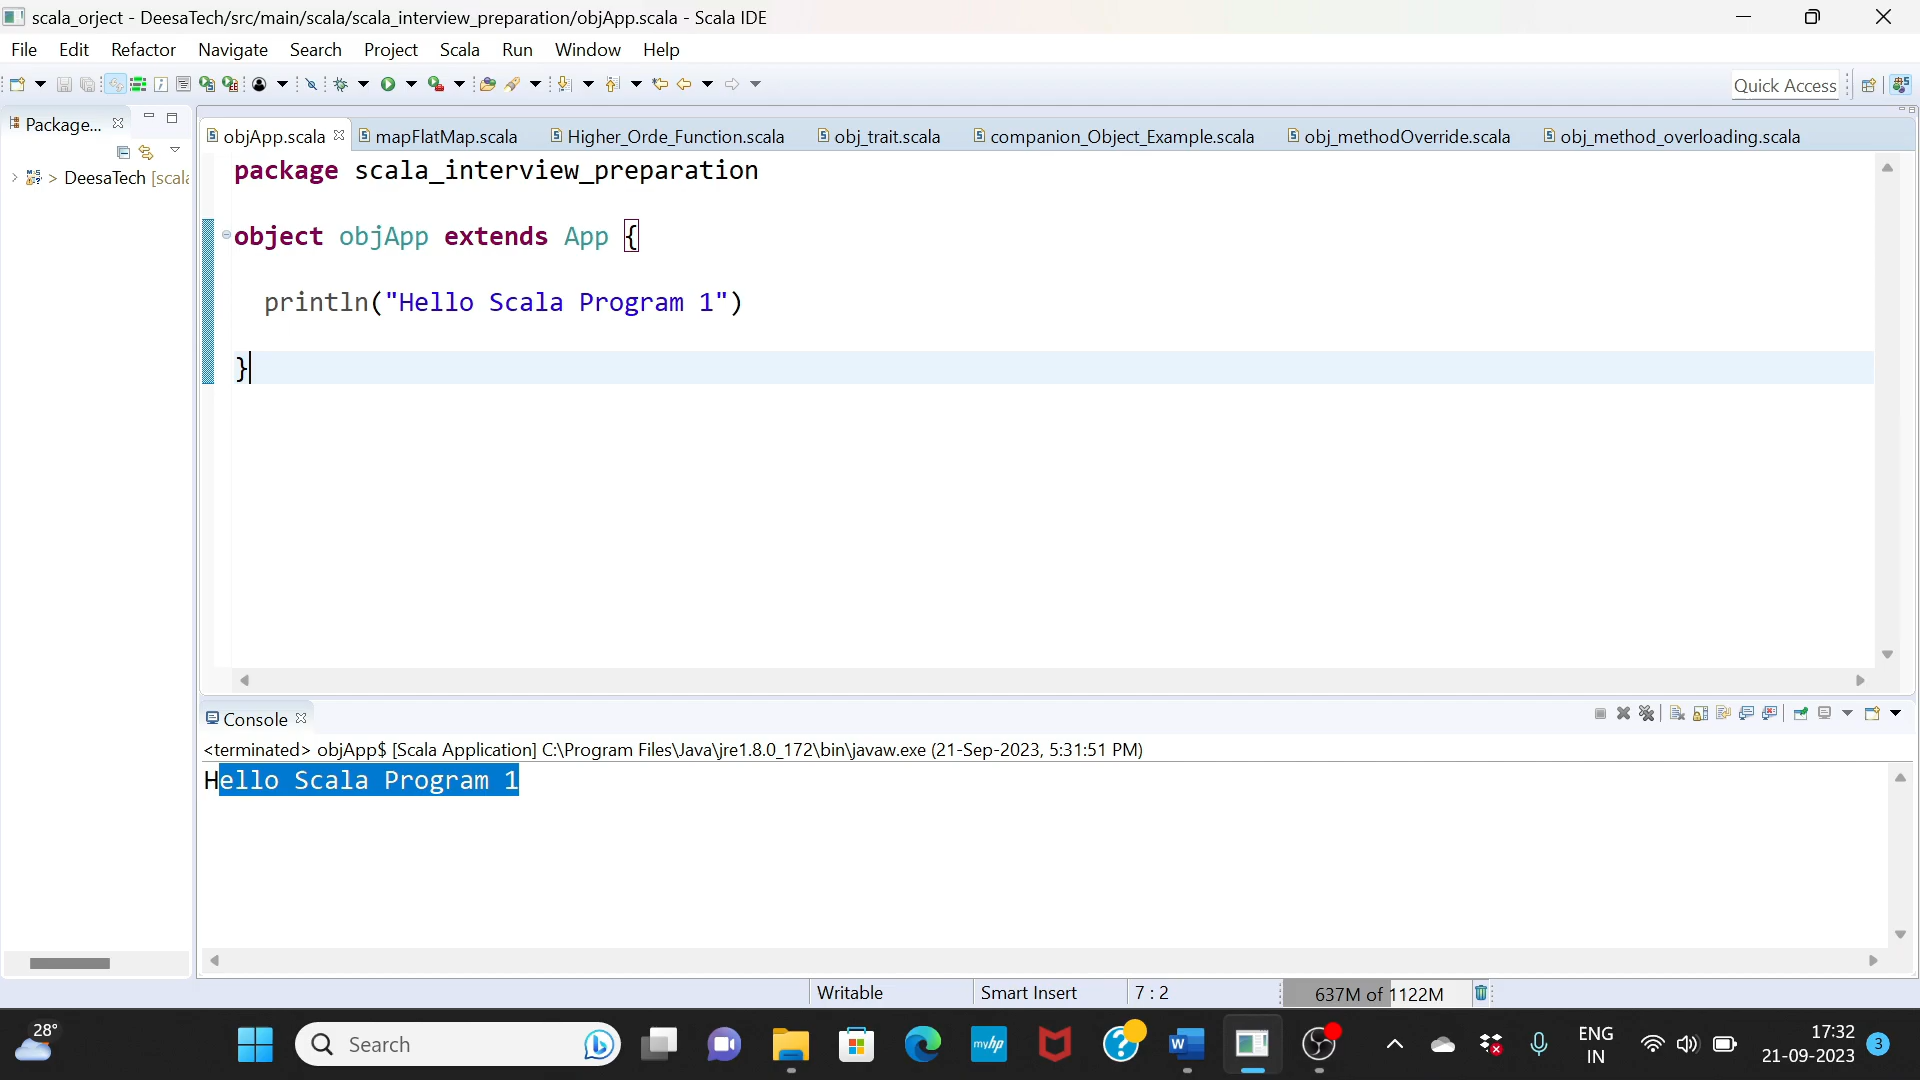 scala_orject - DeesaTech/src/main/scala/scala_interview_preparation/objApp.scala - Scala IDE
File Edit Refactor Navigate Search Project Scala Run Window Help
Quick Access
Package...
objApp.scala mapFlatMap.scala Higher_Orde_Function.scala obj_trait.scala companion_Object_Example.scala obj_methodOverride.scala obj_method_overloading.scala
> DeesaTech [scala
package scala_interview_preparation
object objApp extends App {
println("Hello Scala Program 1")
}
Console
<terminated> objApp$ [Scala Application] C:\Program Files\Java\jre1.8.0_172\bin\javaw.exe (21-Sep-2023, 5:31:51 PM)
Hello Scala Program 1
Writable Smart Insert 7 : 2 637M of 1122M
28°
Search
myhp
W
ENG
IN
17:32
21-09-2023
3